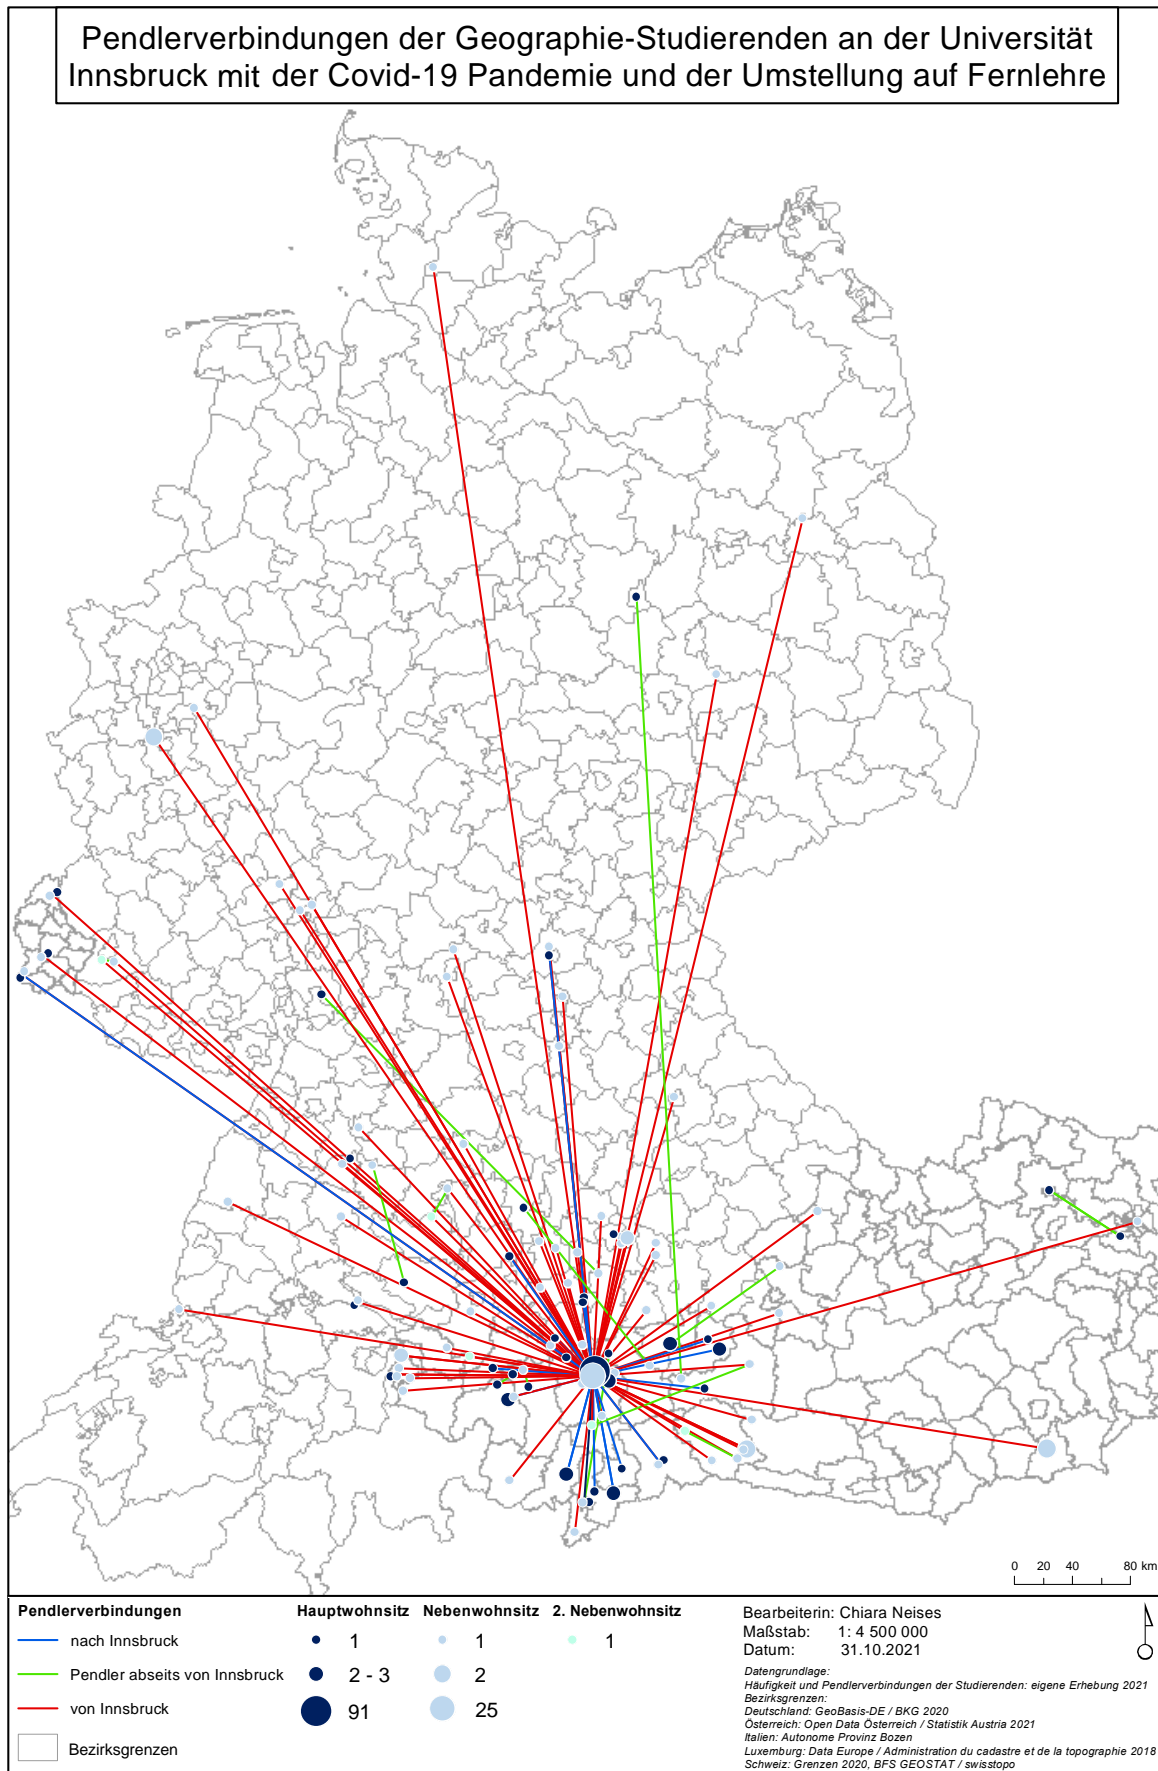 Pendlerverbindungen der Geographie-Studierenden an der Universität
Innsbruck mit der Covid-19 Pandemie und der Umstellung auf Fernlehre
0 20 40 80 km
Pendlerverbindungen
nach Innsbruck
Pendler abseits von Innsbruck
von Innsbruck
Bezirksgrenzen
Hauptwohnsitz
1
2 - 3
91
Nebenwohnsitz
1
2
25
2. Nebenwohnsitz
1
Bearbeiterin: Chiara Neises
Maßstab: 1: 4 500 000
Datum: 31.10.2021
Datengrundlage:
Häufigkeit und Pendlerverbindungen der Studierenden: eigene Erhebung 2021
Bezirksgrenzen:
Deutschland: GeoBasis-DE / BKG 2020
Österreich: Open Data Österreich / Statistik Austria 2021
Italien: Autonome Provinz Bozen
Luxemburg: Data Europe / Administration du cadastre et de la topographie 2018
Schweiz: Grenzen 2020, BFS GEOSTAT / swisstopo